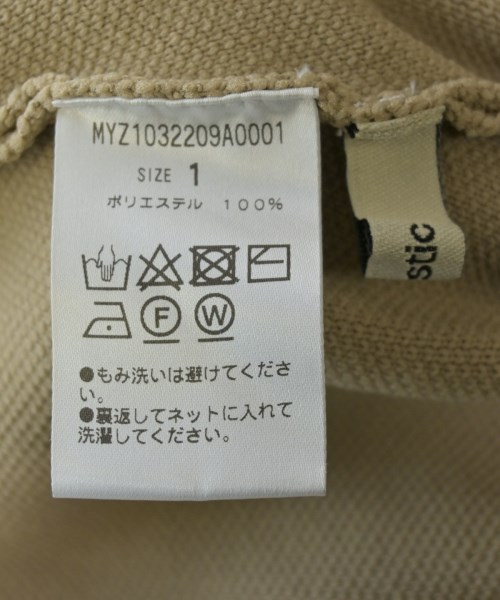 MYZ1032209A0001
SIZE 1
ポリエステル 100%
F W
●もみ洗いは避けてくださ
い。
●裏返してネットに入れて
洗濯してください。
stic